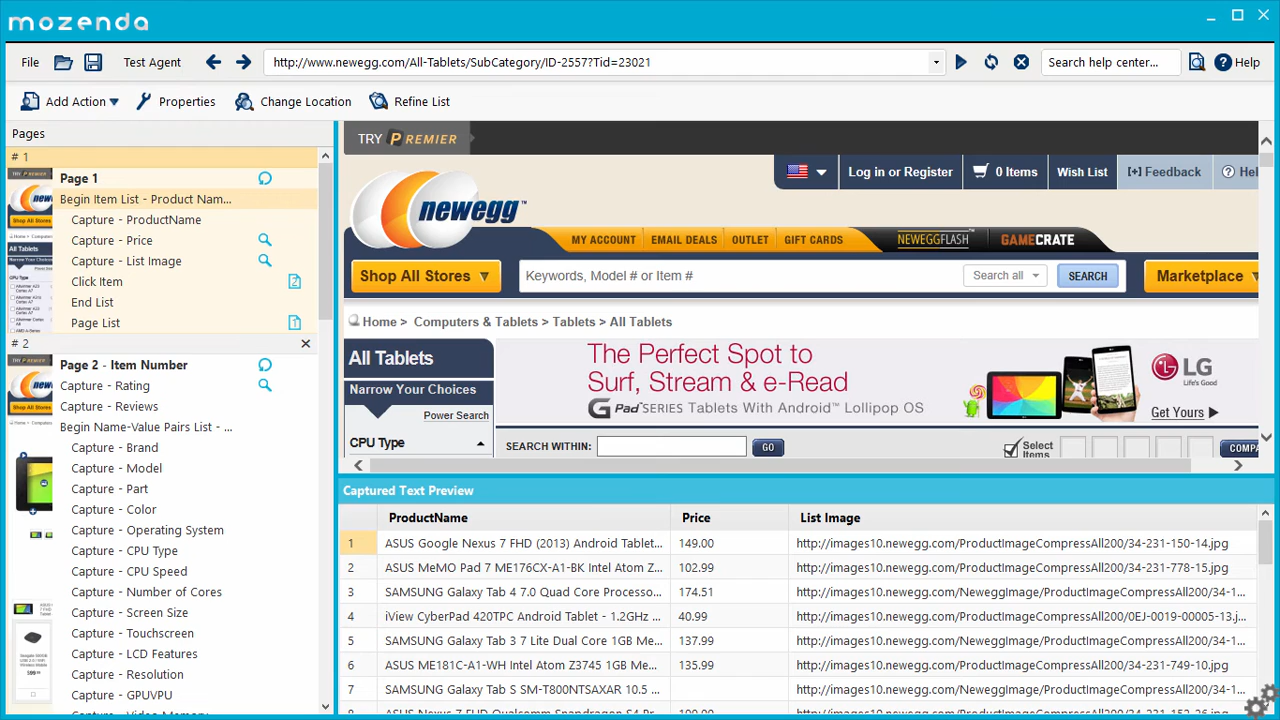 mozenda
File Test Agent http://www.newegg.com/All-Tablets/SubCategory/ID-2557?Tid=23021 Search help center... Help
Add Action Properties Change Location Refine List
Pages
# 1
Page 1
Begin Item List - Product Nam...
Capture - ProductName
Capture - Price
Capture - List Image
Click Item 2
End List
Page List 1
# 2
Page 2 - Item Number
Capture - Rating
Capture - Reviews
Begin Name-Value Pairs List - ...
Capture - Brand
Capture - Model
Capture - Part
Capture - Color
Capture - Operating System
Capture - CPU Type
Capture - CPU Speed
Capture - Number of Cores
Capture - Screen Size
Capture - Touchscreen
Capture - LCD Features
Capture - Resolution
Capture - GPUVPU
Capture - Video Memory
TRY PREMIER
Log in or Register 0 Items Wish List [+] Feedback Hel
newegg™
MY ACCOUNT EMAIL DEALS OUTLET GIFT CARDS NEWEGGFLASH GAMECRATE
Shop All Stores Keywords, Model # or Item # Search all SEARCH Marketplace
Home > Computers & Tablets > Tablets > All Tablets
All Tablets
Narrow Your Choices
Power Search
CPU Type
The Perfect Spot to
Surf, Stream & e-Read
G Pad™ SERIES Tablets With Android™ Lollipop OS
LG
Life's Good
Get Yours
SEARCH WITHIN: GO Select Items COMPA
Captured Text Preview
ProductName Price List Image
1 ASUS Google Nexus 7 FHD (2013) Android Tablet... 149.00 http://images10.newegg.com/ProductImageCompressAll200/34-231-150-14.jpg
2 ASUS MeMO Pad 7 ME176CX-A1-BK Intel Atom Z... 102.99 http://images10.newegg.com/ProductImageCompressAll200/34-231-778-15.jpg
3 SAMSUNG Galaxy Tab 4 7.0 Quad Core Processo... 174.51 http://images10.newegg.com/NeweggImage/ProductImageCompressAll200/34-1...
4 iView CyberPad 420TPC Android Tablet - 1.2GHz ... 40.99 http://images10.newegg.com/ProductImageCompressAll200/0EJ-0019-00005-13.j...
5 SAMSUNG Galaxy Tab 3 7 Lite Dual Core 1GB Me... 137.99 http://images10.newegg.com/NeweggImage/ProductImageCompressAll200/34-1...
6 ASUS ME181C-A1-WH Intel Atom Z3745 1GB Me... 135.99 http://images10.newegg.com/ProductImageCompressAll200/34-231-749-10.jpg
7 SAMSUNG Galaxy Tab S SM-T800NTSAXAR 10.5 ... http://images10.newegg.com/NeweggImage/ProductImageCompressAll200/34-1...